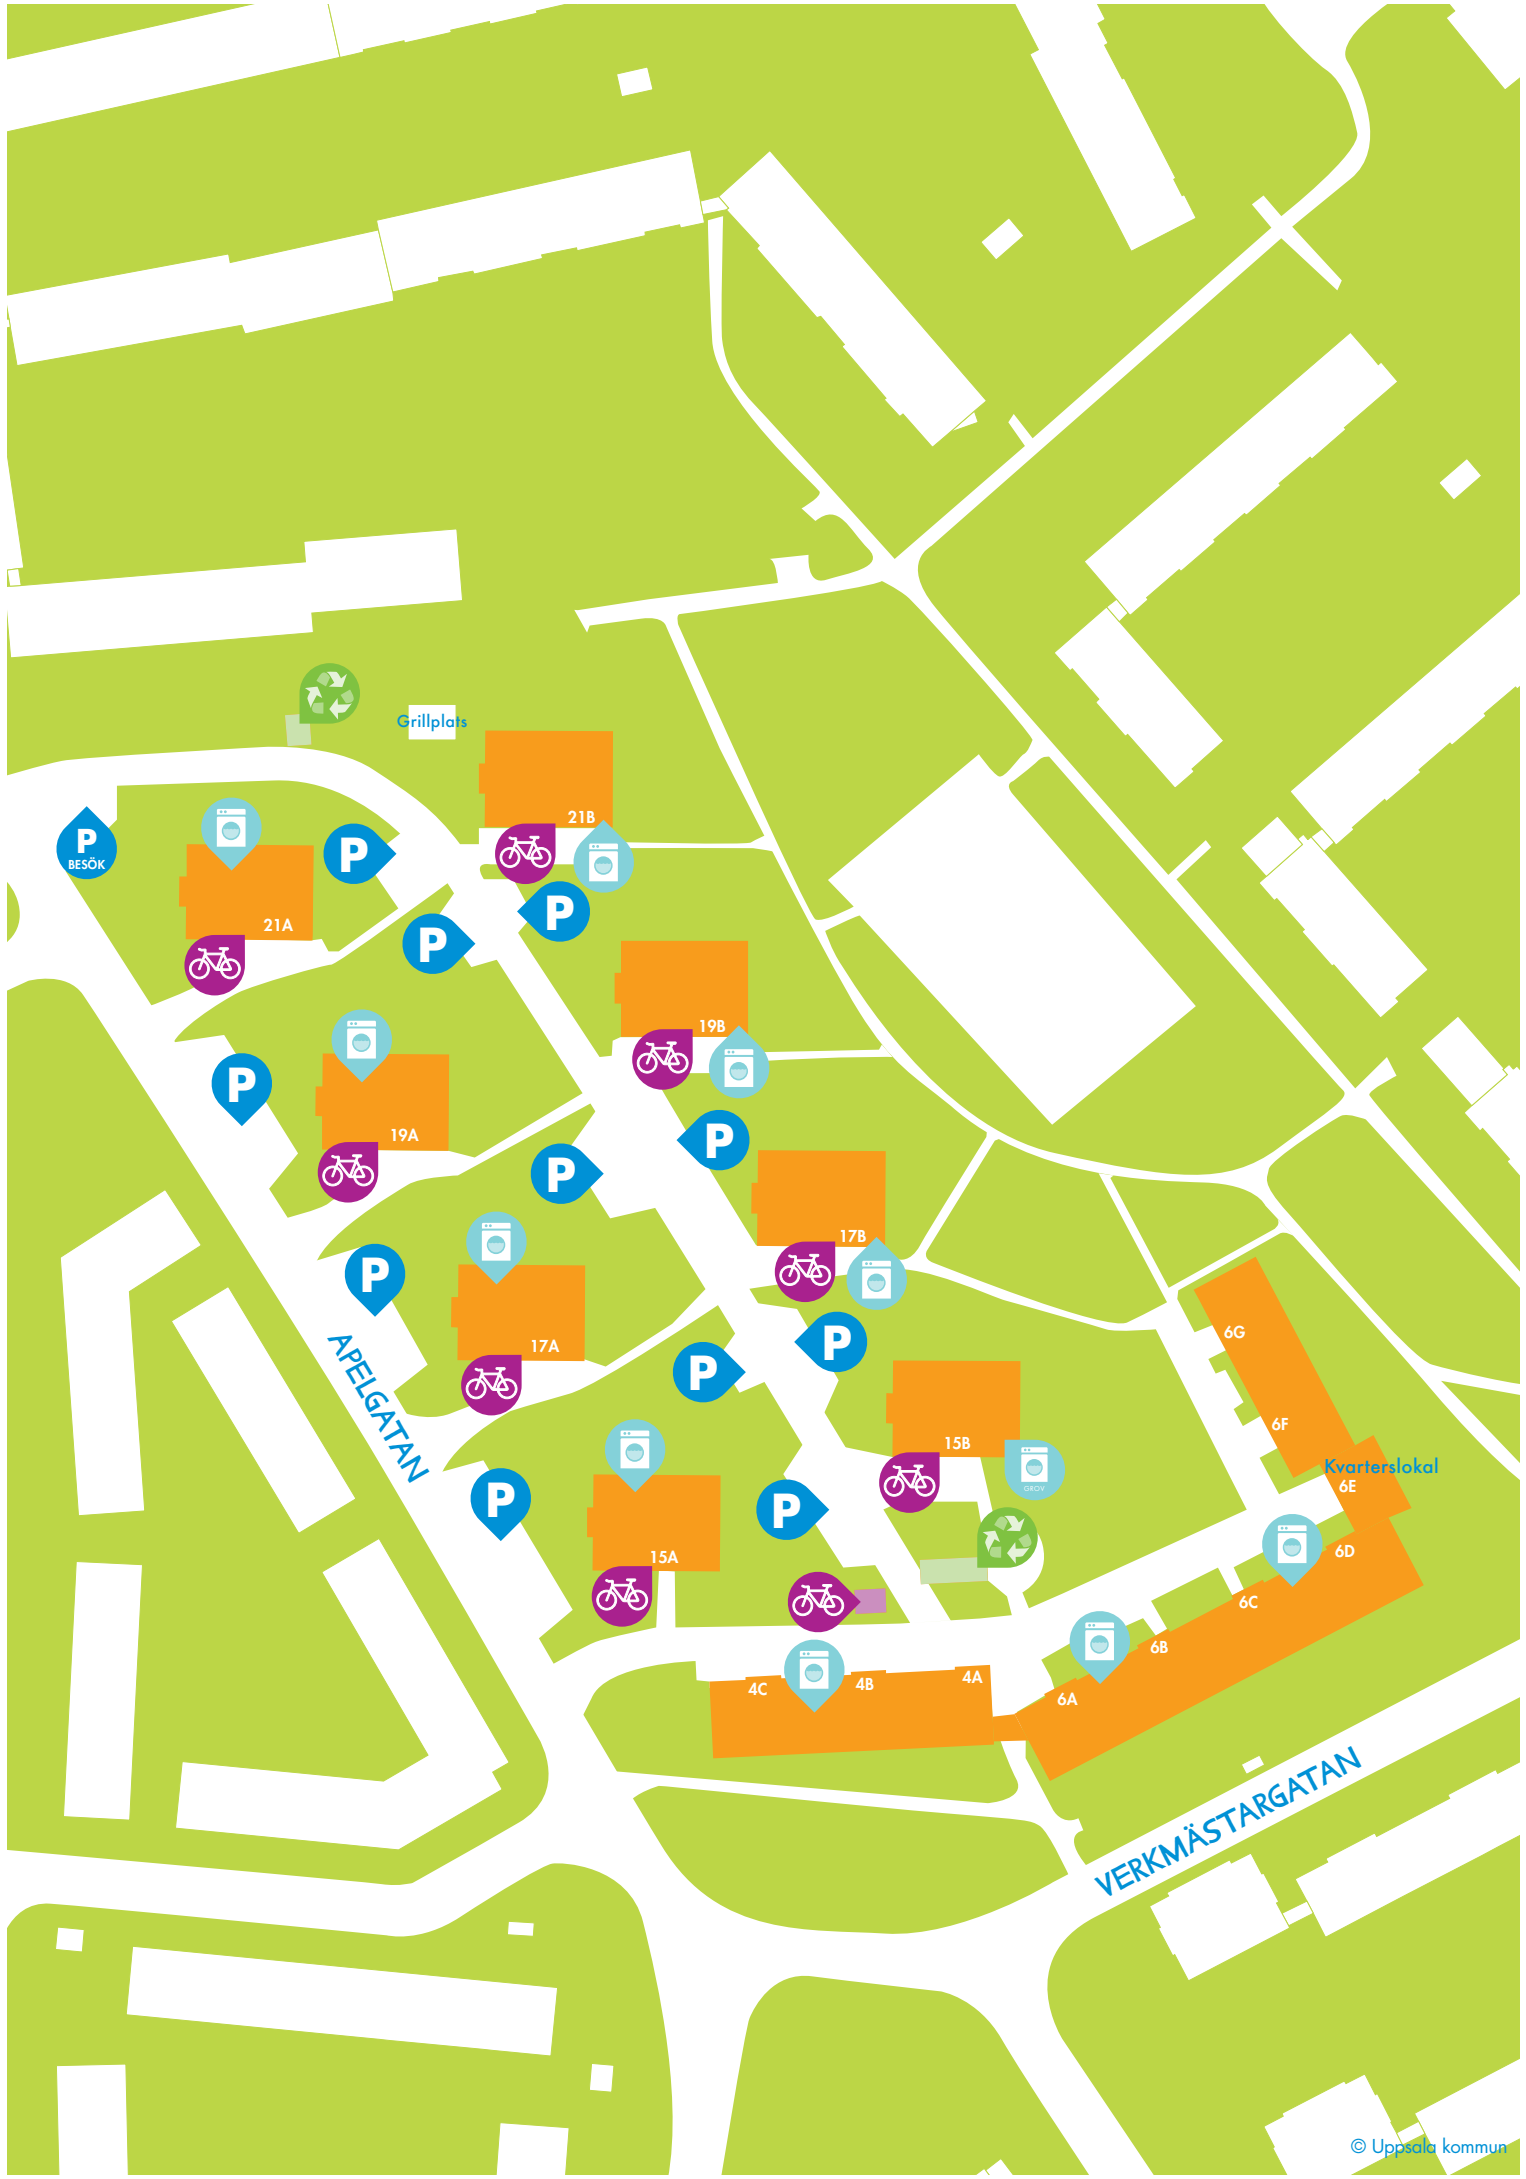 Grillplats
21B
P
BESÖK
P
P
21A
P
19B
P
19A
P
P
17B
P
17A
P
P
6G
APELGATAN
6F
15B
Kvarterslokal
6E
GROV
P
P
6D
15A
6C
6B
4A
4B
4C
6A
VERKMÄSTARGATAN
© Uppsala kommun